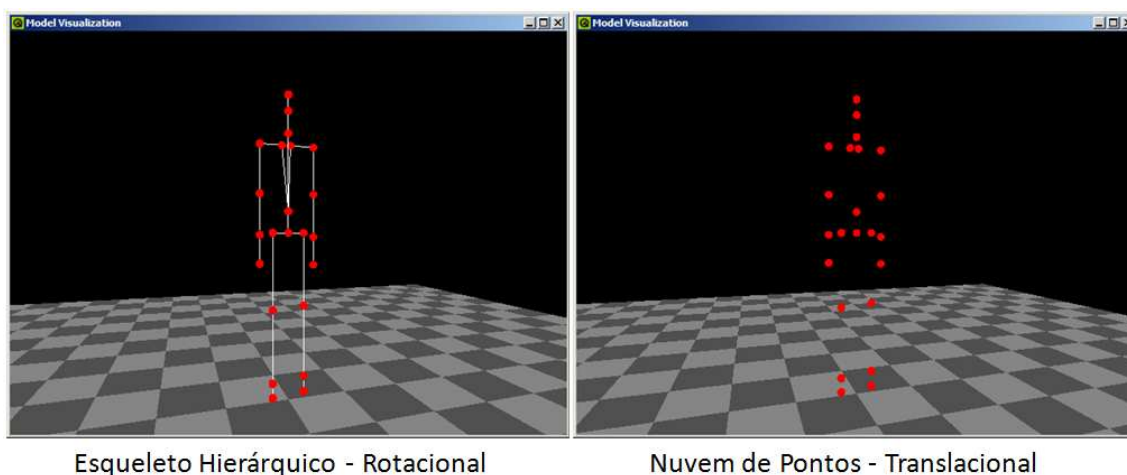 Model Visualization
Model Visualization
Esqueleto Hierárquico - Rotacional
Nuvem de Pontos - Translacional